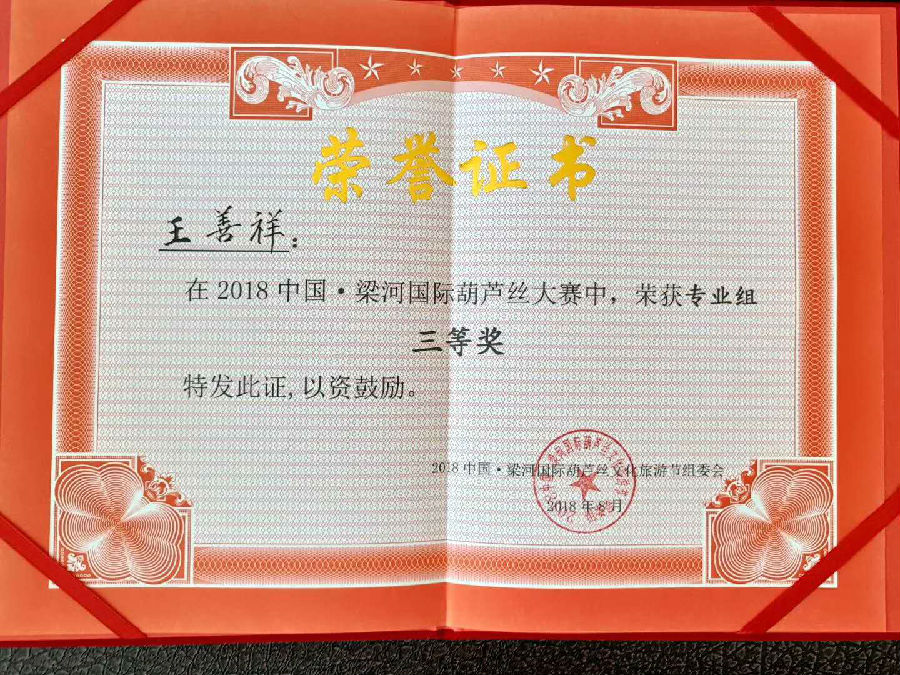 荣誉证书
王善祥：
在2018中国·梁河国际葫芦丝大赛中，荣获专业组
三等奖
特发此证,以资鼓励。
2018中国·梁河国际葫芦丝文化旅游节组委会
2018年8月